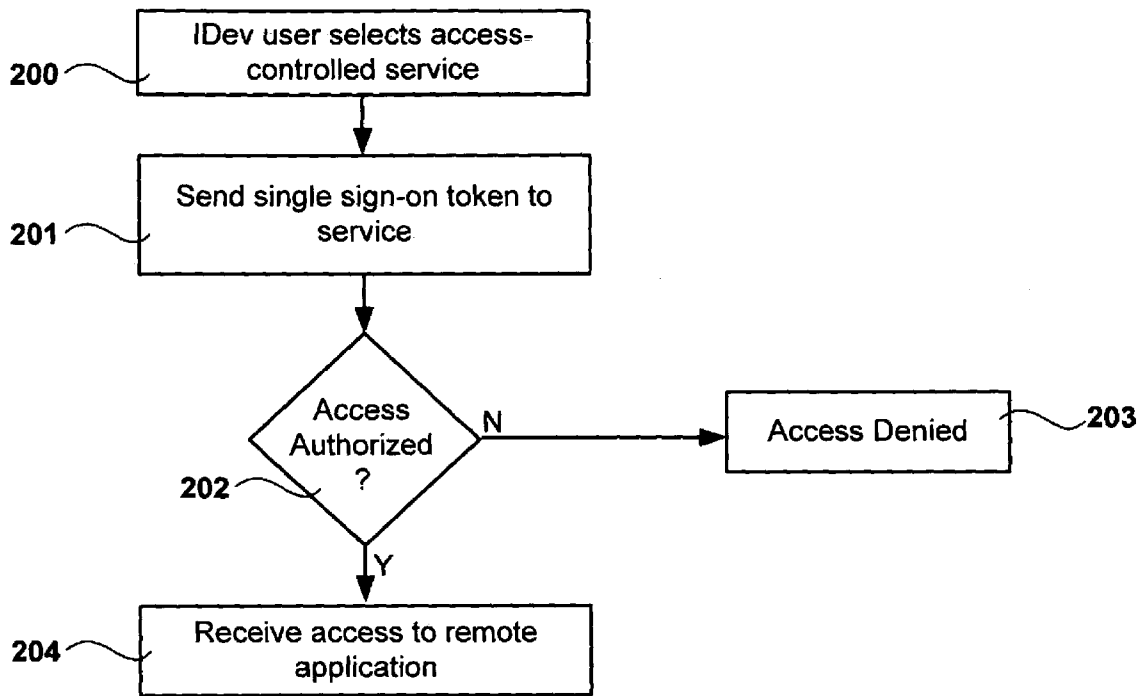 IDev user selects access-
controlled service
200
Send single sign-on token to
service
201
Access
Authorized
?
202
N
Access Denied
203
Y
Receive access to remote
application
204